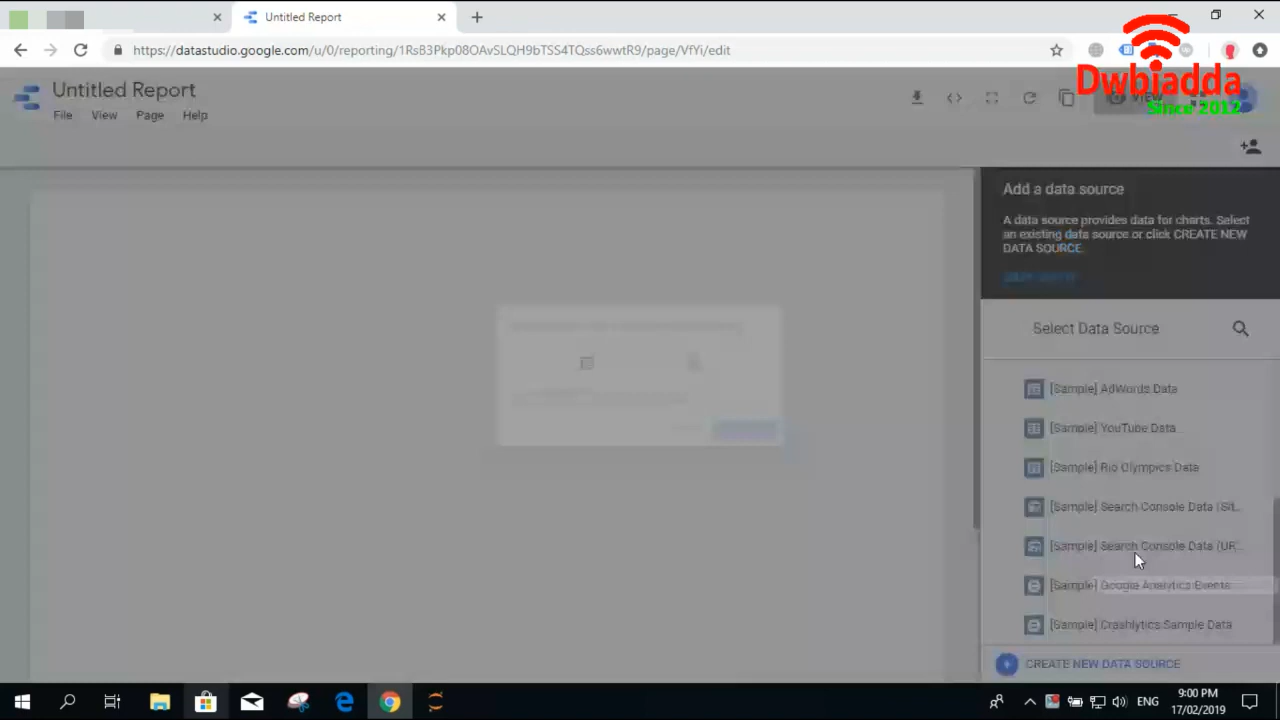 Untitled Report
https://datastudio.google.com/u/0/reporting/1RsB3Pkp08OAvSLQH9bTSS4TQss6wwtR9/page/VfYi/edit
Dwbiadda
Since 2012
Untitled Report
File View Page Help
VIEW
Add a data source
A data source provides data for charts. Select
an existing data source or click CREATE NEW
DATA SOURCE.
Select Data Source
[Sample] AdWords Data
[Sample] YouTube Data
[Sample] Rio Olympics Data
[Sample] Search Console Data (Sit...
[Sample] Search Console Data (UR...
[Sample] Google Analytics Events
[Sample] Crashlytics Sample Data
CREATE NEW DATA SOURCE
ENG
9:00 PM
17/02/2019